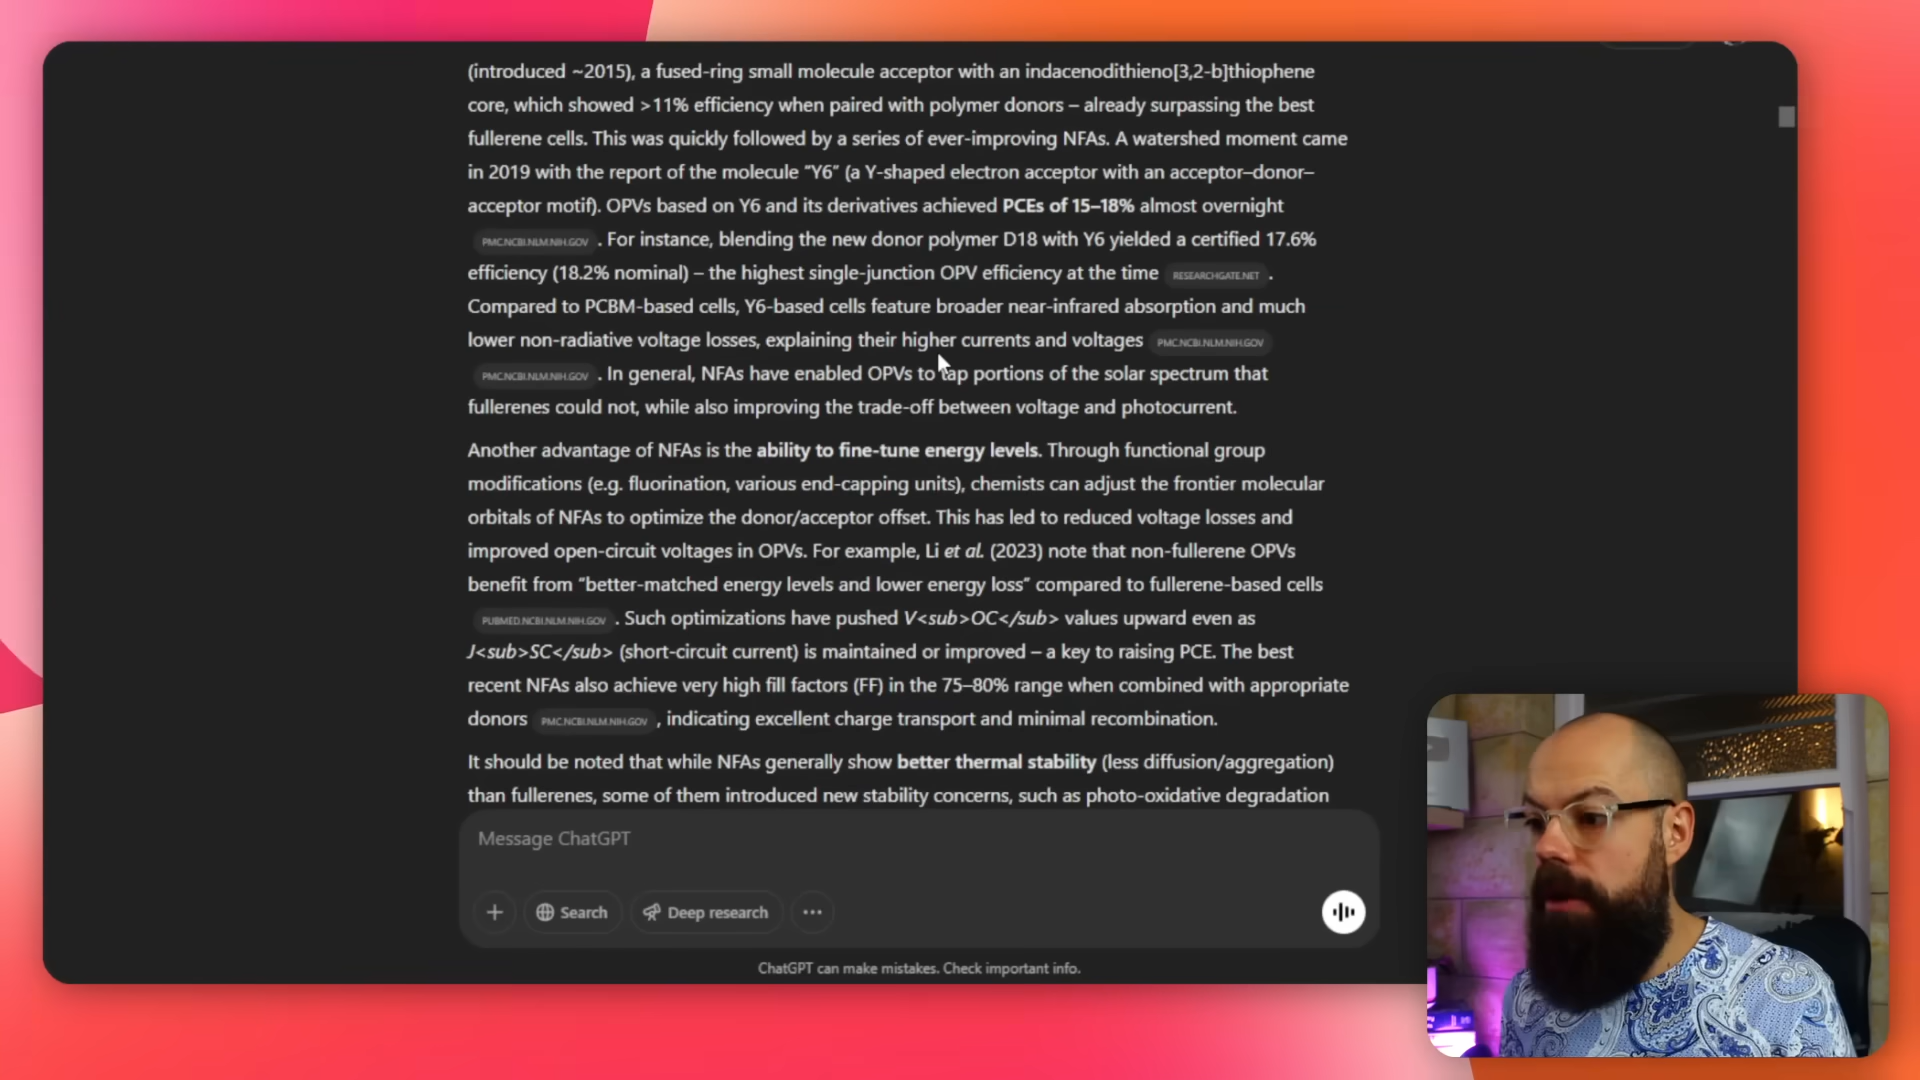 (introduced ~2015), a fused-ring small molecule acceptor with an indacenodithieno[3,2-b]thiophene
core, which showed >11% efficiency when paired with polymer donors – already surpassing the best
fullerene cells. This was quickly followed by a series of ever-improving NFAs. A watershed moment came
in 2019 with the report of the molecule “Y6” (a Y-shaped electron acceptor with an acceptor–donor–
acceptor motif). OPVs based on Y6 and its derivatives achieved PCEs of 15–18% almost overnight
PMC.NCBI.NLM.NIH.GOV . For instance, blending the new donor polymer D18 with Y6 yielded a certified 17.6%
efficiency (18.2% nominal) – the highest single-junction OPV efficiency at the time RESEARCHGATE.NET .
Compared to PCBM-based cells, Y6-based cells feature broader near-infrared absorption and much
lower non-radiative voltage losses, explaining their higher currents and voltages PMC.NCBI.NLM.NIH.GOV
PMC.NCBI.NLM.NIH.GOV . In general, NFAs have enabled OPVs to tap portions of the solar spectrum that
fullerenes could not, while also improving the trade-off between voltage and photocurrent.
Another advantage of NFAs is the ability to fine-tune energy levels. Through functional group
modifications (e.g. fluorination, various end-capping units), chemists can adjust the frontier molecular
orbitals of NFAs to optimize the donor/acceptor offset. This has led to reduced voltage losses and
improved open-circuit voltages in OPVs. For example, Li et al. (2023) note that non-fullerene OPVs
benefit from “better-matched energy levels and lower energy loss” compared to fullerene-based cells
PUBMED.NCBI.NLM.NIH.GOV . Such optimizations have pushed V<sub>OC</sub> values upward even as
J<sub>SC</sub> (short-circuit current) is maintained or improved – a key to raising PCE. The best
recent NFAs also achieve very high fill factors (FF) in the 75–80% range when combined with appropriate
donors PMC.NCBI.NLM.NIH.GOV , indicating excellent charge transport and minimal recombination.
It should be noted that while NFAs generally show better thermal stability (less diffusion/aggregation)
than fullerenes, some of them introduced new stability concerns, such as photo-oxidative degradation
Message ChatGPT
Search
Deep research
ChatGPT can make mistakes. Check important info.